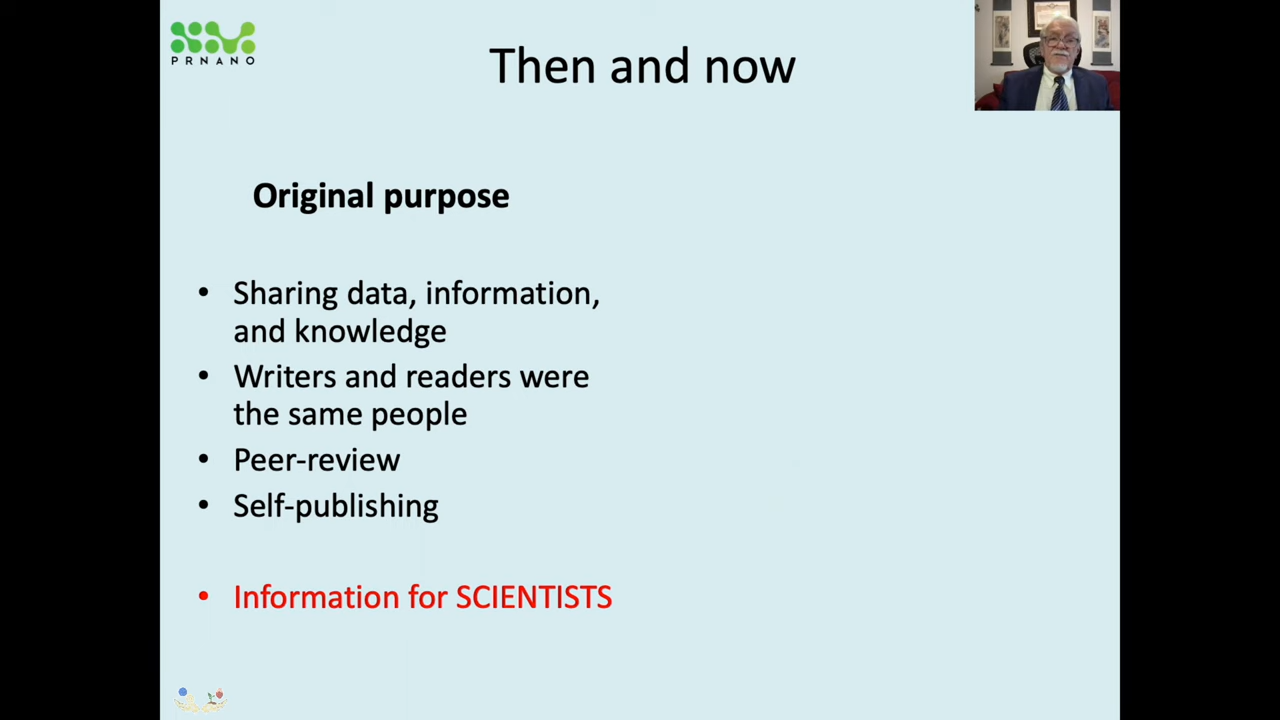 PRNANO
Then and now
Original purpose
• Sharing data, information,
and knowledge
• Writers and readers were
the same people
• Peer-review
• Self-publishing
• Information for SCIENTISTS